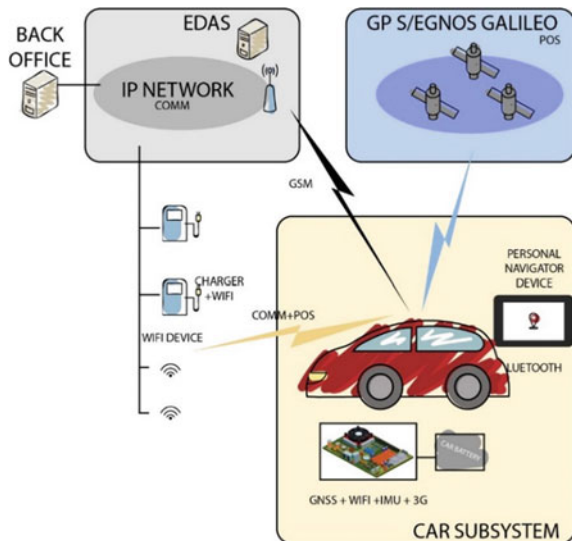 EDAS
GP S/EGNOS GALILEO
POS
BACK
OFFICE
IP NETWORK
COMM
GSM
CHARGER
+WIFI
WIFI DEVICE
COMM+POS
PERSONAL
NAVIGATOR
DEVICE
LUETOOTH
CAR BATTERY
GNSS + WIFI +IMU + 3G
CAR SUBSYSTEM